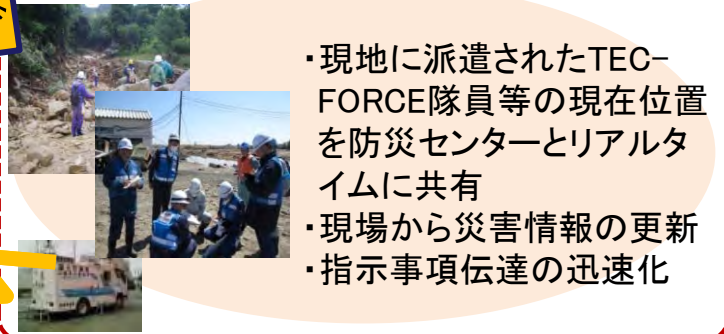 ・現地に派遣されたTEC-
FORCE隊員等の現在位置
を防災センターとリアルタ
イムに共有
・現場から災害情報の更新
・指示事項伝達の迅速化